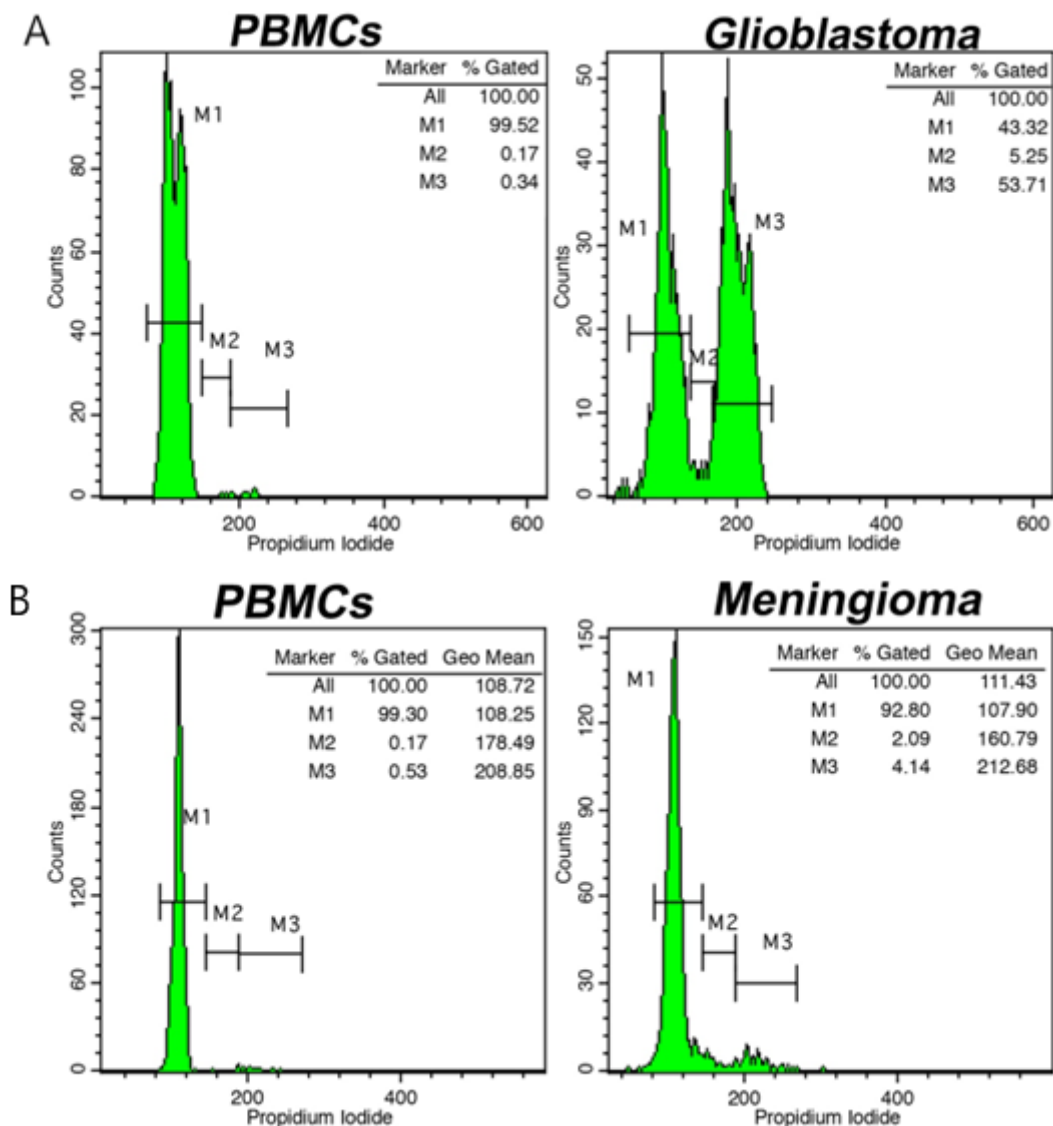 A
PBMCs
Marker % Gated
All 100.00
M1 99.52
M2 0.17
M3 0.34
M1
M2
M3
Counts
0 20 40 60 80 100
200 400 600
Propidium Iodide
Glioblastoma
Marker % Gated
All 100.00
M1 43.32
M2 5.25
M3 53.71
M1
M2
M3
Counts
0 10 20 30 40 50
200 400 600
Propidium Iodide
B
PBMCs
Marker % Gated Geo Mean
All 100.00 108.72
M1 99.30 108.25
M2 0.17 178.49
M3 0.53 208.85
M1
M2
M3
Counts
0 60 120 180 240 300
200 400
Propidium Iodide
Meningioma
Marker % Gated Geo Mean
All 100.00 111.43
M1 92.80 107.90
M2 2.09 160.79
M3 4.14 212.68
M1
M2
M3
Counts
0 30 60 90 120 150
200 400
Propidium Iodide